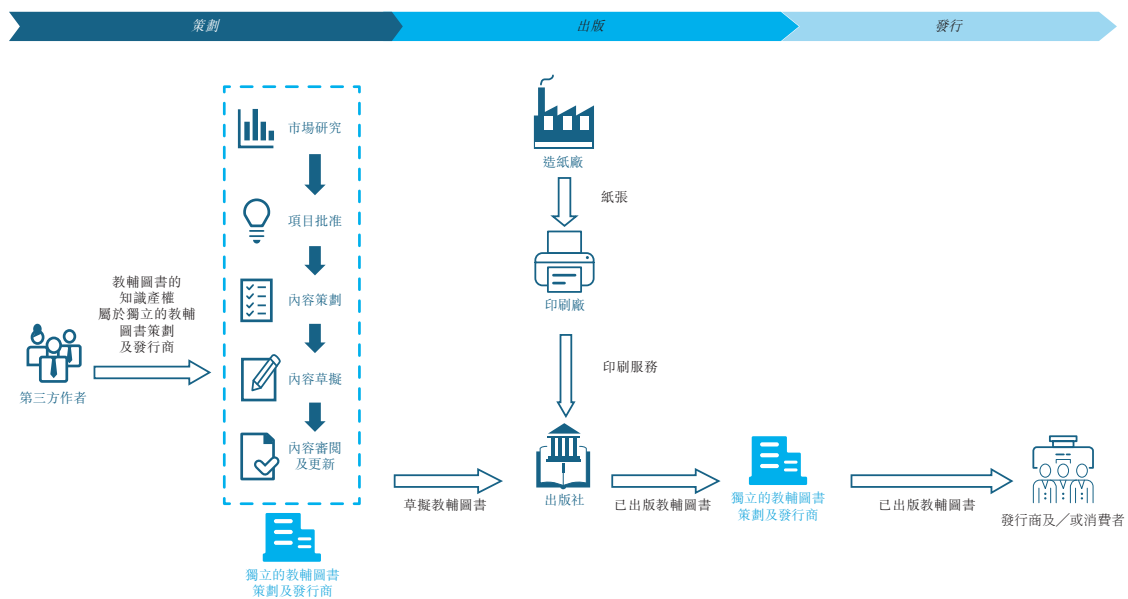 策劃
出版
發行
市場研究
項目批准
內容策劃
內容草擬
內容審閱
及更新
教輔圖書的
知識產權
屬於獨立的教輔
圖書策劃
及發行商
第三方作者
獨立的教輔圖書
策劃及發行商
草擬教輔圖書
造紙廠
紙張
印刷廠
印刷服務
出版社
已出版教輔圖書
獨立的教輔圖書
策劃及發行商
已出版教輔圖書
發行商及／或消費者